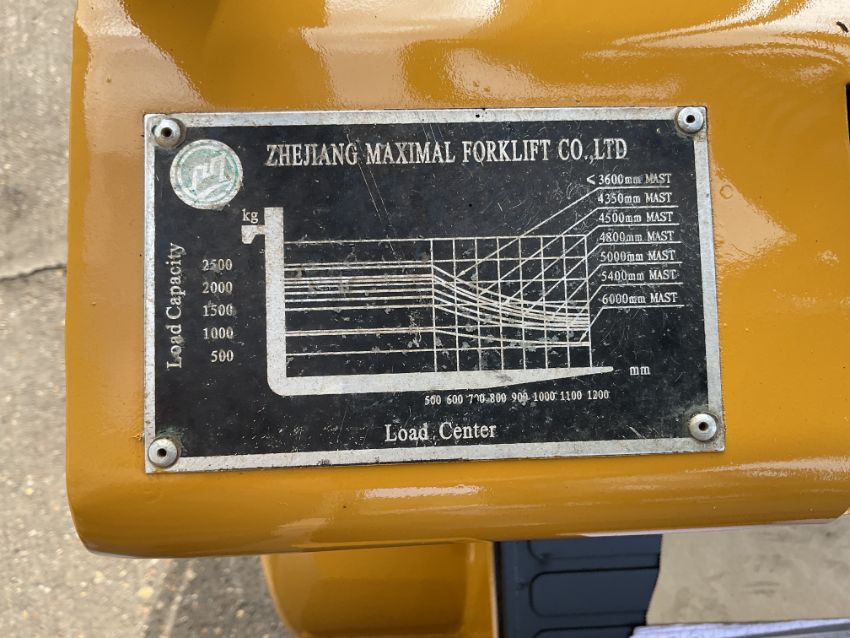 ZHEJIANG MAXIMAL FORKLIFT CO.,LTD
< 3600mm MAST
4350mm MAST
4500mm MAST
4800mm MAST
5000mm MAST
5400mm MAST
6000mm MAST
kg
Load Capacity
2500
2000
1500
1000
500
mm
500 600 700 800 900 1000 1100 1200
Load Center